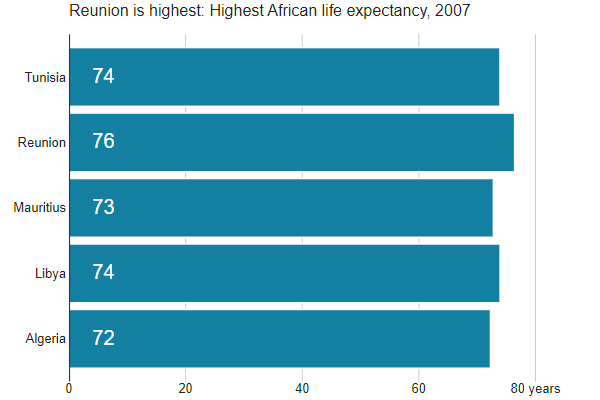 Reunion is highest: Highest African life expectancy, 2007
Tunisia 74
Reunion 76
Mauritius 73
Libya 74
Algeria 72
0 20 40 60 80 years